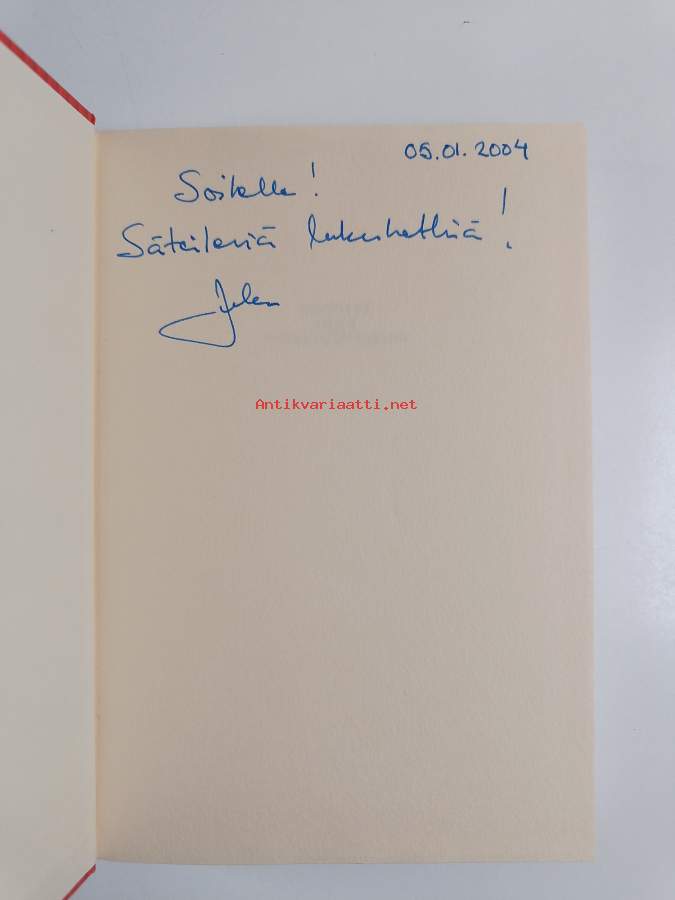 05.01.2004
Soilelle!
Säteileviä lukuhetkiä!
Antikvariaatti.net